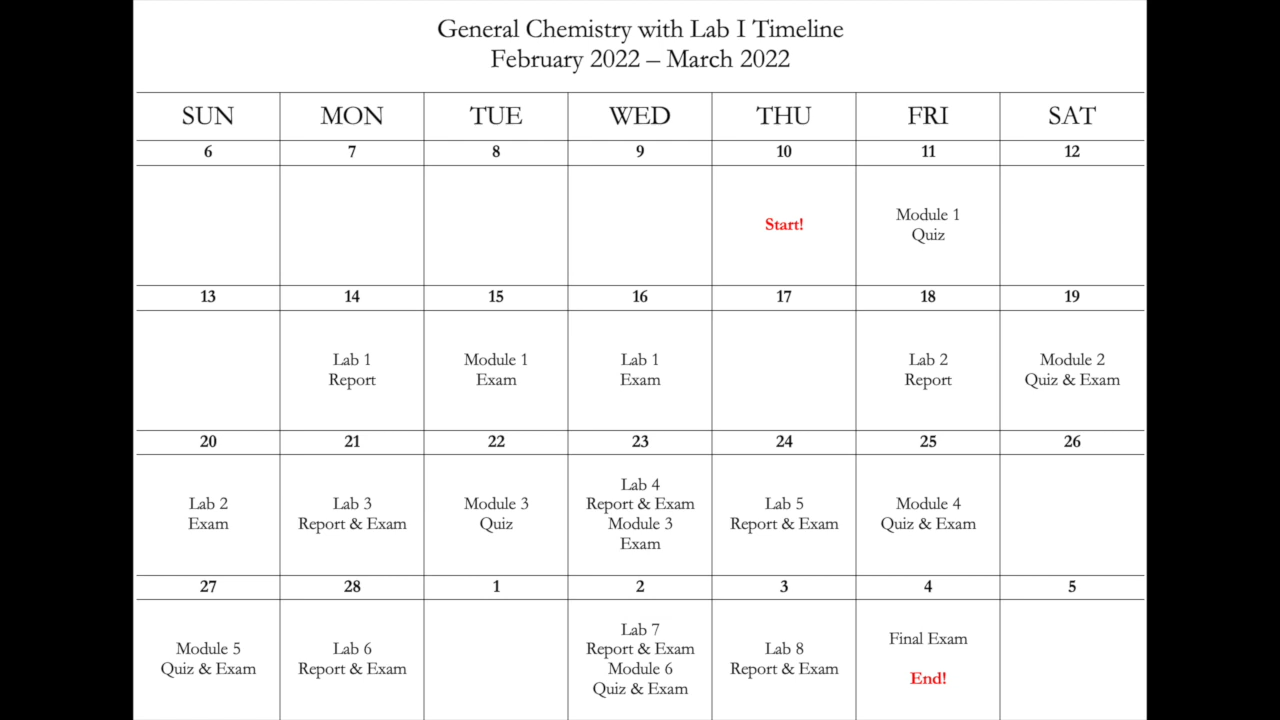 General Chemistry with Lab I Timeline
February 2022 – March 2022
SUN MON TUE WED THU FRI SAT
6 7 8 9 10 11 12
Start!
Module 1
Quiz
13 14 15 16 17 18 19
Lab 1
Report
Module 1
Exam
Lab 1
Exam
Lab 2
Report
Module 2
Quiz & Exam
20 21 22 23 24 25 26
Lab 2
Exam
Lab 3
Report & Exam
Module 3
Quiz
Lab 4
Report & Exam
Module 3
Exam
Lab 5
Report & Exam
Module 4
Quiz & Exam
27 28 1 2 3 4 5
Module 5
Quiz & Exam
Lab 6
Report & Exam
Lab 7
Report & Exam
Module 6
Quiz & Exam
Lab 8
Report & Exam
Final Exam
End!